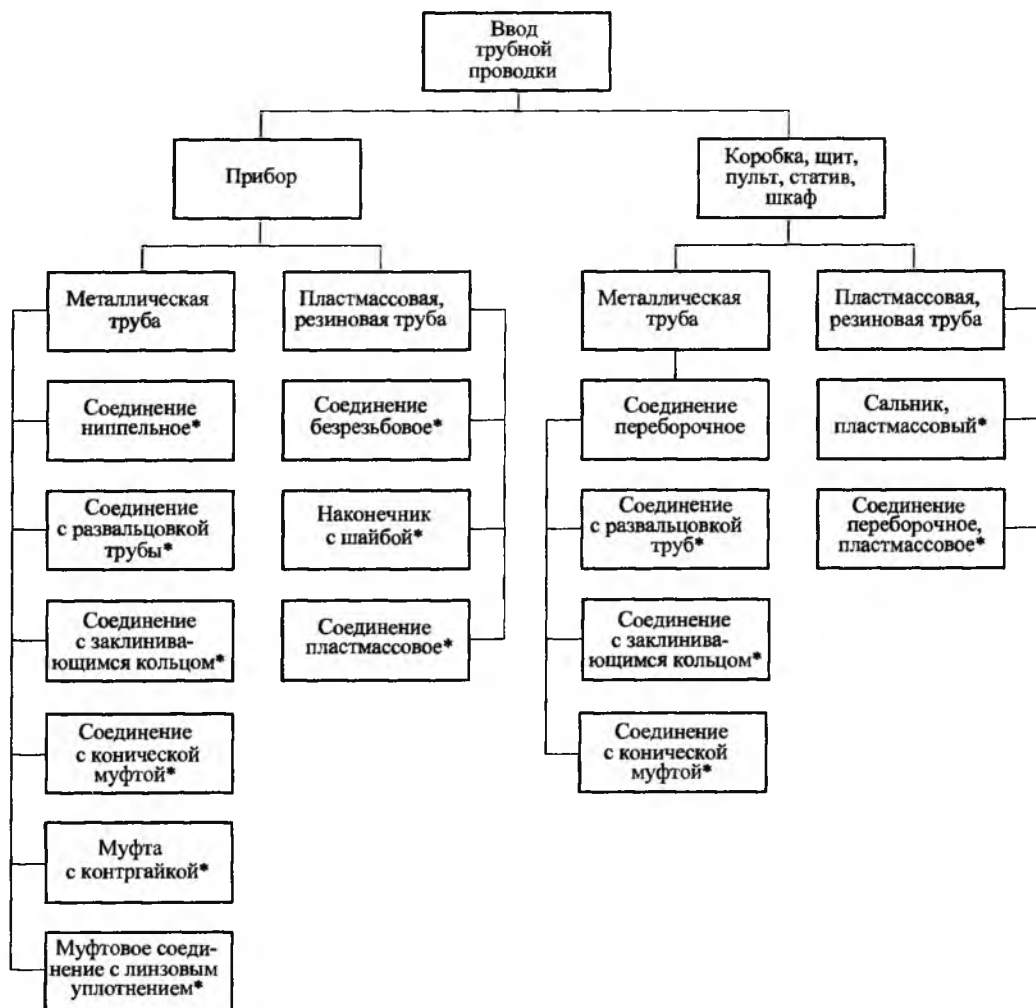 Ввод
трубной
проводки
Прибор
Коробка, щит,
пульт, статив,
шкаф
Металлическая
труба
Пластмассовая,
резиновая труба
Металлическая
труба
Пластмассовая,
резиновая труба
Соединение
ниппельное*
Соединение
безрезьбовое*
Соединение
переборочное
Сальник,
пластмассовый*
Соединение
с развальцовкой
трубы*
Наконечник
с шайбой*
Соединение
с развальцовкой
труб*
Соединение
переборочное,
пластмассовое*
Соединение
с заклинива-
ющимся кольцом*
Соединение
пластмассовое*
Соединение
с заклинива-
ющимся кольцом*
Соединение
с конической
муфтой*
Соединение
с конической
муфтой*
Муфта
с контргайкой*
Муфтовое соеди-
нение с линзовым
уплотнением*